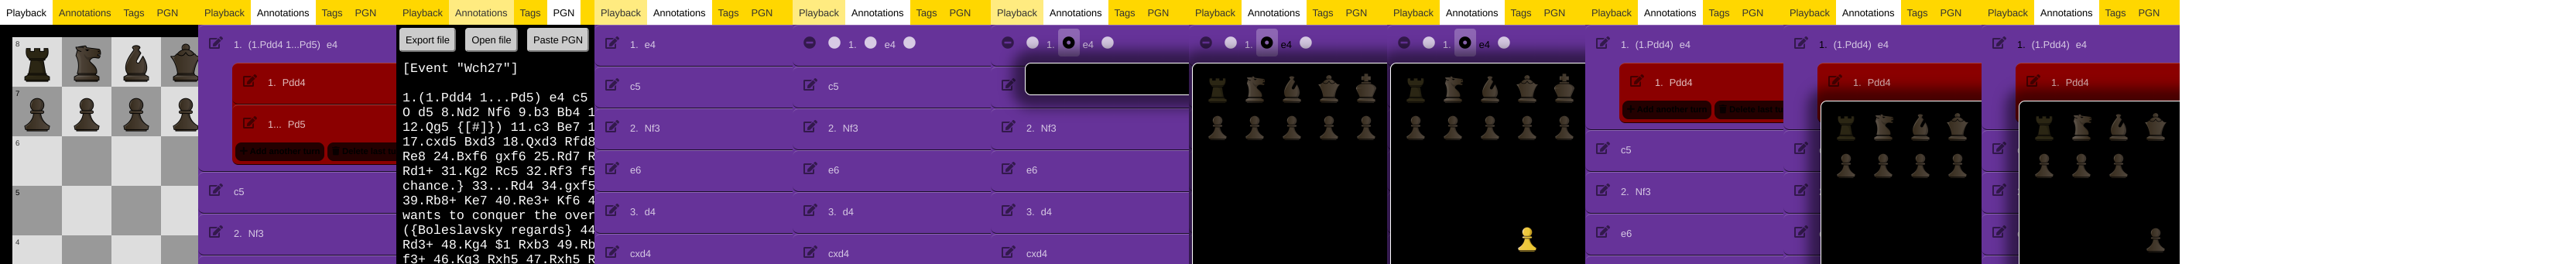 Playback Annotations Tags PGN
8
7
6
5
4
Playback Annotations Tags PGN
1. (1.Pdd4 1...Pd5) e4
1. Pdd4
1... Pd5
c5
2. Nf3
Playback Annotations Tags PGN
Export file Open file Paste PGN
[Event "Wch27"]
1.(1.Pdd4 1...Pd5) e4 c5
O d5 8.Nd2 Nf6 9.b3 Bb4 1
12.Qg5 {[#]}) 11.c3 Be7 1
17.cxd5 Bxd3 18.Qxd3 Rfd8
Re8 24.Bxf6 gxf6 25.Rd7 R
Rd1+ 31.Kg2 Rc5 32.Rf3 f5
chance.} 33...Rd4 34.gxf5
39.Rb8+ Ke7 40.Re3+ Kf6 4
wants to conquer the over
({Boleslavsky regards} 44
Rd3+ 48.Kg4 $1 Rxb3 49.Rb
f3+ 46.Kg3 Rxh5 47.Rxh5 R
Playback Annotations Tags PGN
1. e4
c5
2. Nf3
e6
3. d4
cxd4
Playback Annotations Tags PGN
1. e4
c5
2. Nf3
e6
3. d4
cxd4
Playback Annotations Tags PGN
1. e4
2. Nf3
e6
3. d4
cxd4
Playback Annotations Tags PGN
1. e4
Playback Annotations Tags PGN
1. e4
Playback Annotations Tags PGN
1. (1.Pdd4) e4
1. Pdd4
c5
2. Nf3
e6
Playback Annotations Tags PGN
1. (1.Pdd4) e4
1. Pdd4
Playback Annotations Tags PGN
1. (1.Pdd4) e4
1. Pdd4